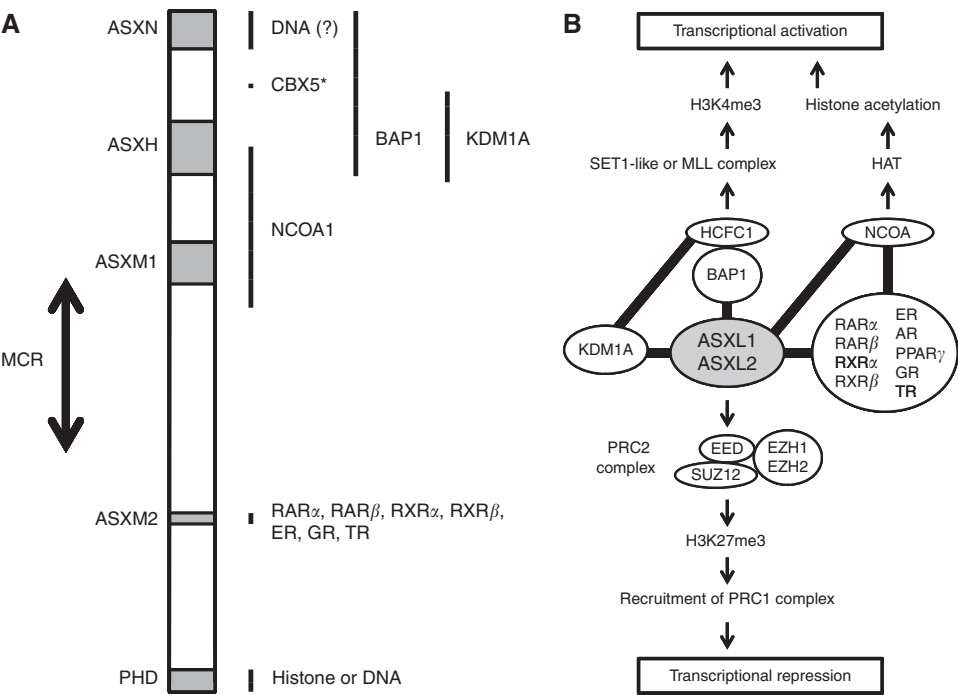 A
ASXN
DNA (?)
CBX5*
ASXH
BAP1
KDM1A
NCOA1
ASXM1
MCR
ASXM2
RARα, RARβ, RXRα, RXRβ,
ER, GR, TR
PHD
Histone or DNA
B
Transcriptional activation
H3K4me3
Histone acetylation
SET1-like or MLL complex
HAT
HCFC1
NCOA
BAP1
KDM1A
ASXL1
ASXL2
RARα
RARβ
RXRα
RXRβ
ER
AR
PPARγ
GR
TR
PRC2
complex
EED
SUZ12
EZH1
EZH2
H3K27me3
Recruitment of PRC1 complex
Transcriptional repression